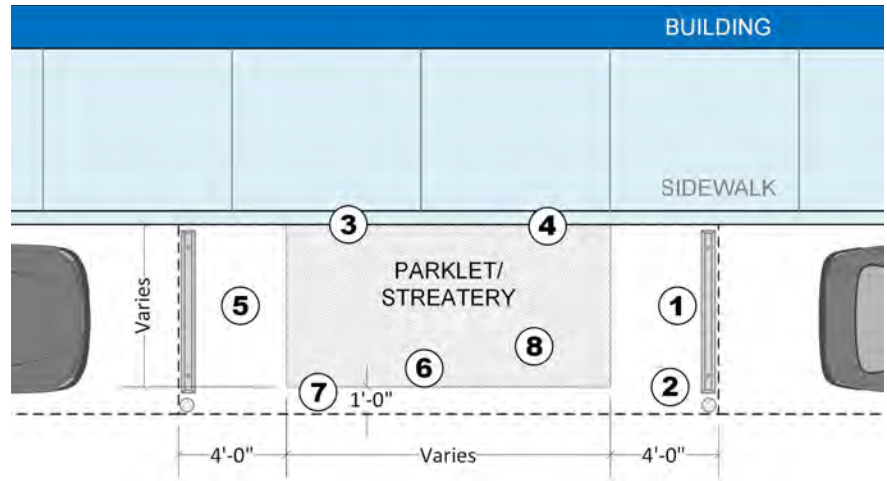 BUILDING
SIDEWALK
3
4
PARKLET/
STREATERY
Varies
5
1
8
6
7
2
1'-0"
4'-0"
Varies
4'-0"